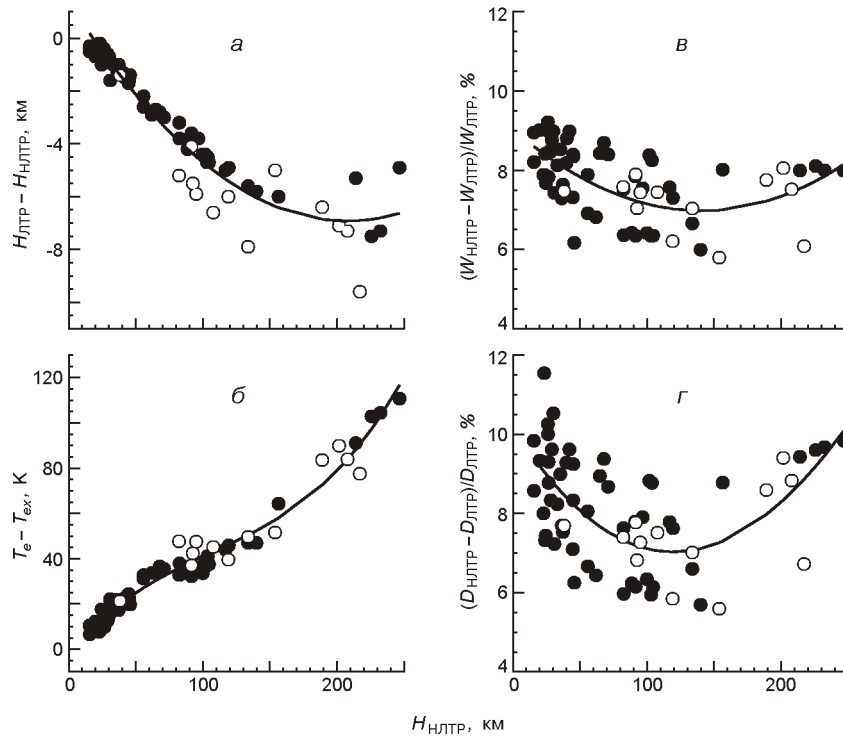 0
-4
-8
H_ЛТР – H_НЛТР, км
а
12
10
8
6
4
(W_НЛТР – W_ЛТР)/W_ЛТР, %
в
120
80
40
0
T_e – T_ex, К
б
0
100
200
12
10
8
6
4
(D_НЛТР – D_ЛТР)/D_ЛТР, %
г
0
100
200
H_НЛТР, км